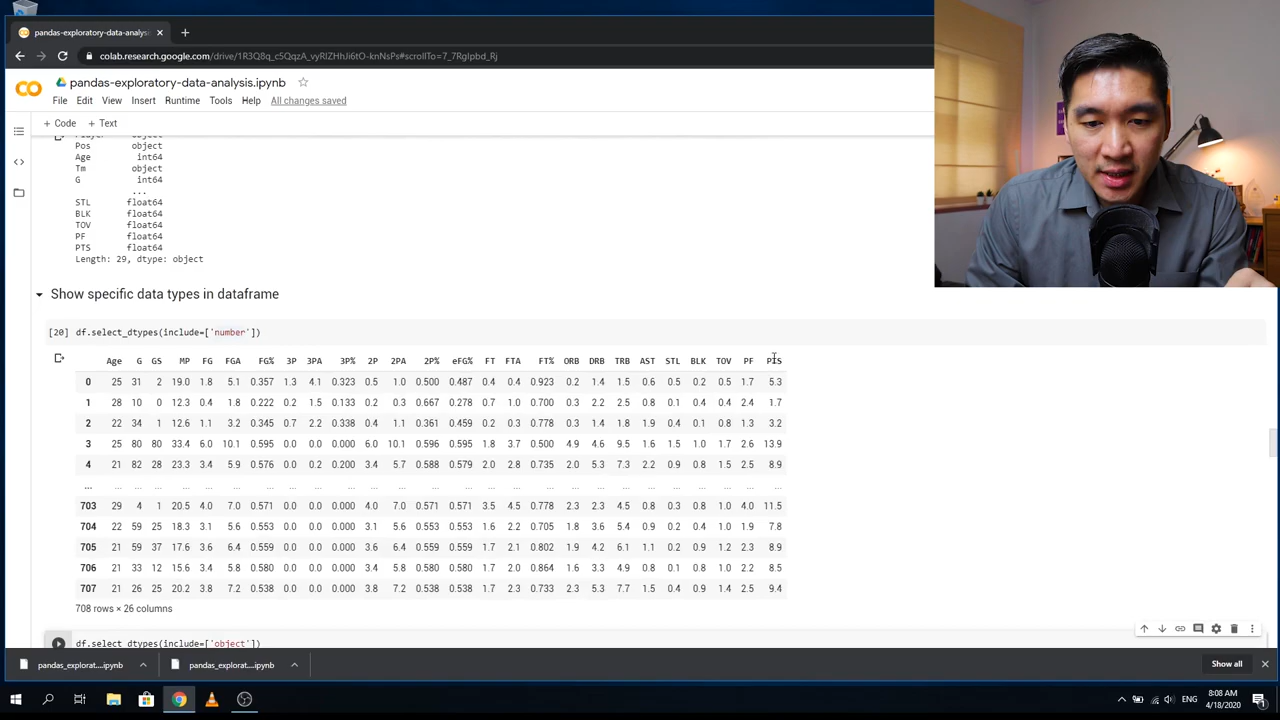 pandas-exploratory-data-analysis
colab.research.google.com/drive/1R3Q8q_c5QqzA_vyRlZHhJi6tO-knNsPs#scrollTo=7_7RgIpbd_Rj
pandas-exploratory-data-analysis.ipynb
File Edit View Insert Runtime Tools Help All changes saved
+ Code + Text
Player object
Pos object
Age int64
Tm object
G int64
...
STL float64
BLK float64
TOV float64
PF float64
PTS float64
Length: 29, dtype: object
Show specific data types in dataframe
[20] df.select_dtypes(include=['number'])
Age G GS MP FG FGA FG% 3P 3PA 3P% 2P 2PA 2P% eFG% FT FTA FT% ORB DRB TRB AST STL BLK TOV PF PTS
0 25 31 2 19.0 1.8 5.1 0.357 1.3 4.1 0.323 0.5 1.0 0.500 0.487 0.4 0.4 0.923 0.2 1.4 1.5 0.6 0.5 0.2 0.5 1.7 5.3
1 28 10 0 12.3 0.4 1.8 0.222 0.2 1.5 0.133 0.2 0.3 0.667 0.278 0.7 1.0 0.700 0.3 2.2 2.5 0.8 0.1 0.4 0.4 2.4 1.7
2 22 34 1 12.6 1.1 3.2 0.345 0.7 2.2 0.338 0.4 1.1 0.361 0.459 0.2 0.3 0.778 0.3 1.4 1.8 1.9 0.4 0.1 0.8 1.3 3.2
3 25 80 80 33.4 6.0 10.1 0.595 0.0 0.0 0.000 6.0 10.1 0.596 0.595 1.8 3.7 0.500 4.9 4.6 9.5 1.6 1.5 1.0 1.7 2.6 13.9
4 21 82 28 23.3 3.4 5.9 0.576 0.0 0.2 0.200 3.4 5.7 0.588 0.579 2.0 2.8 0.735 2.0 5.3 7.3 2.2 0.9 0.8 1.5 2.5 8.9
... ... ... ... ... ... ... ... ... ... ... ... ... ... ... ... ... ... ... ... ... ... ... ... ... ... ...
703 29 4 1 20.5 4.0 7.0 0.571 0.0 0.0 0.000 4.0 7.0 0.571 0.571 3.5 4.5 0.778 2.3 2.3 4.5 0.8 0.3 0.8 1.0 4.0 11.5
704 22 59 25 18.3 3.1 5.6 0.553 0.0 0.0 0.000 3.1 5.6 0.553 0.553 1.6 2.2 0.705 1.8 3.6 5.4 0.9 0.2 0.4 1.0 1.9 7.8
705 21 59 37 17.6 3.6 6.4 0.559 0.0 0.0 0.000 3.6 6.4 0.559 0.559 1.7 2.1 0.802 1.9 4.2 6.1 1.1 0.2 0.9 1.2 2.3 8.9
706 21 33 12 15.6 3.4 5.8 0.580 0.0 0.0 0.000 3.4 5.8 0.580 0.580 1.7 2.0 0.864 1.6 3.3 4.9 0.8 0.1 0.8 1.0 2.2 8.5
707 21 26 25 20.2 3.8 7.2 0.538 0.0 0.0 0.000 3.8 7.2 0.538 0.538 1.7 2.3 0.733 2.3 5.3 7.7 1.5 0.4 0.9 1.4 2.5 9.4
708 rows × 26 columns
df.select_dtypes(include=['object'])
pandas_explorat....ipynb pandas_explorat....ipynb Show all
ENG 8:08 AM
4/18/2020